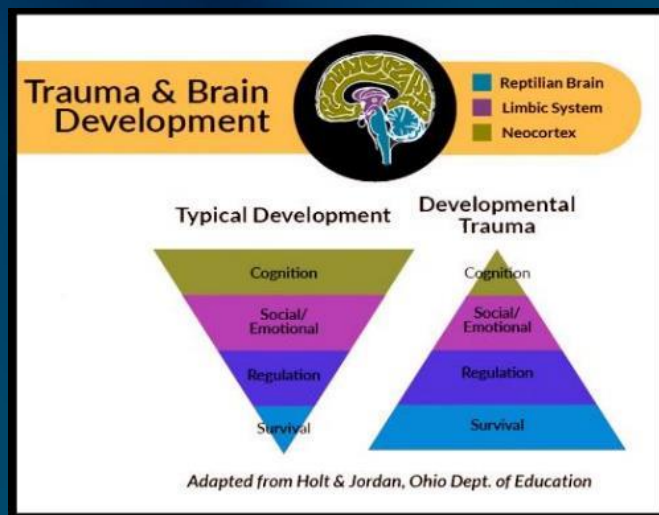 Trauma & Brain
Development
Reptilian Brain
Limbic System
Neocortex
Typical Development
Developmental
Trauma
Cognition
Social/
Emotional
Regulation
Survival
Cognition
Social/
Emotional
Regulation
Survival
Adapted from Holt & Jordan, Ohio Dept. of Education